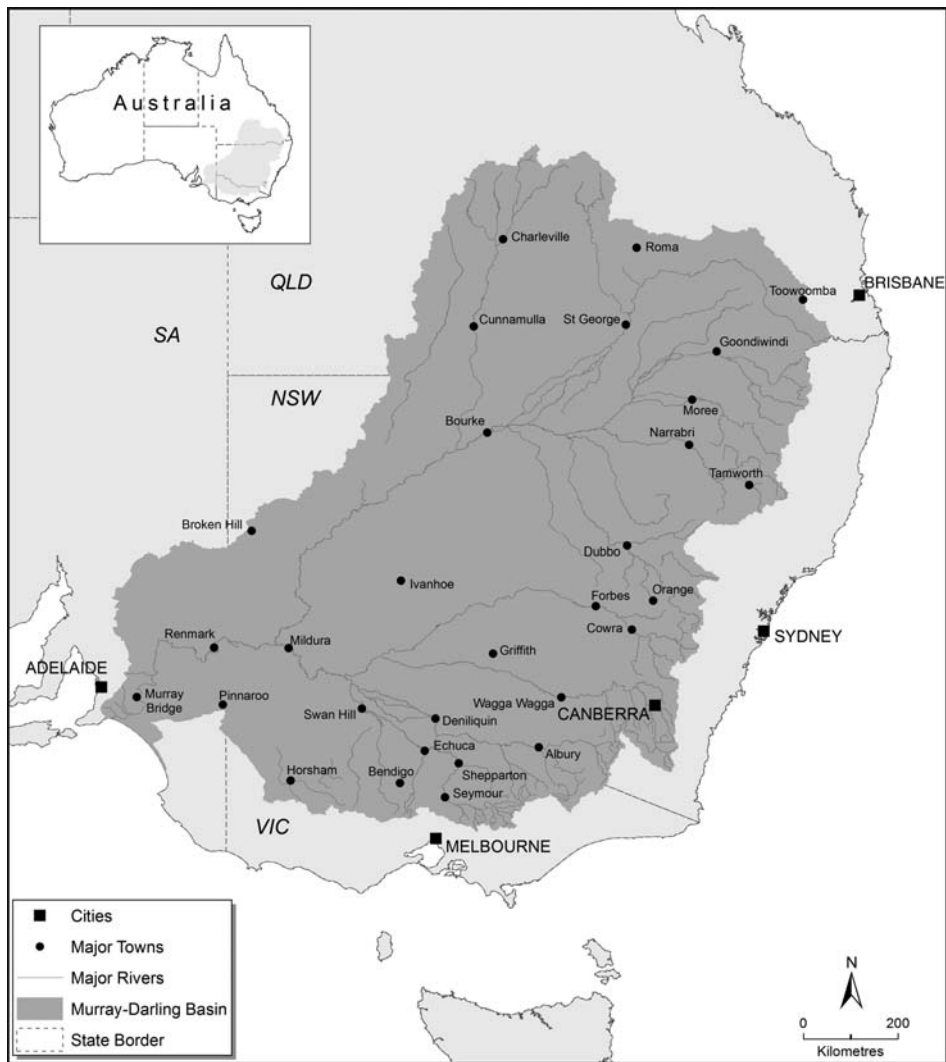 Australia
Charleville
Roma
BRISBANE
Toowoomba
QLD
SA
Cunnamulla
St George
Goondiwindi
NSW
Moree
Bourke
Narrabri
Tamworth
Broken Hill
Dubbo
Ivanhoe
Orange
Forbes
Renmark
Mildura
Cowra
SYDNEY
Griffith
ADELAIDE
Murray
Bridge
Pinnaroo
Wagga Wagga
Swan Hill
CANBERRA
Deniliquin
Echuca
Albury
Horsham
Bendigo
Shepparton
Seymour
VIC
MELBOURNE
Cities
Major Towns
Major Rivers
Murray-Darling Basin
State Border
N
0 200
Kilometres